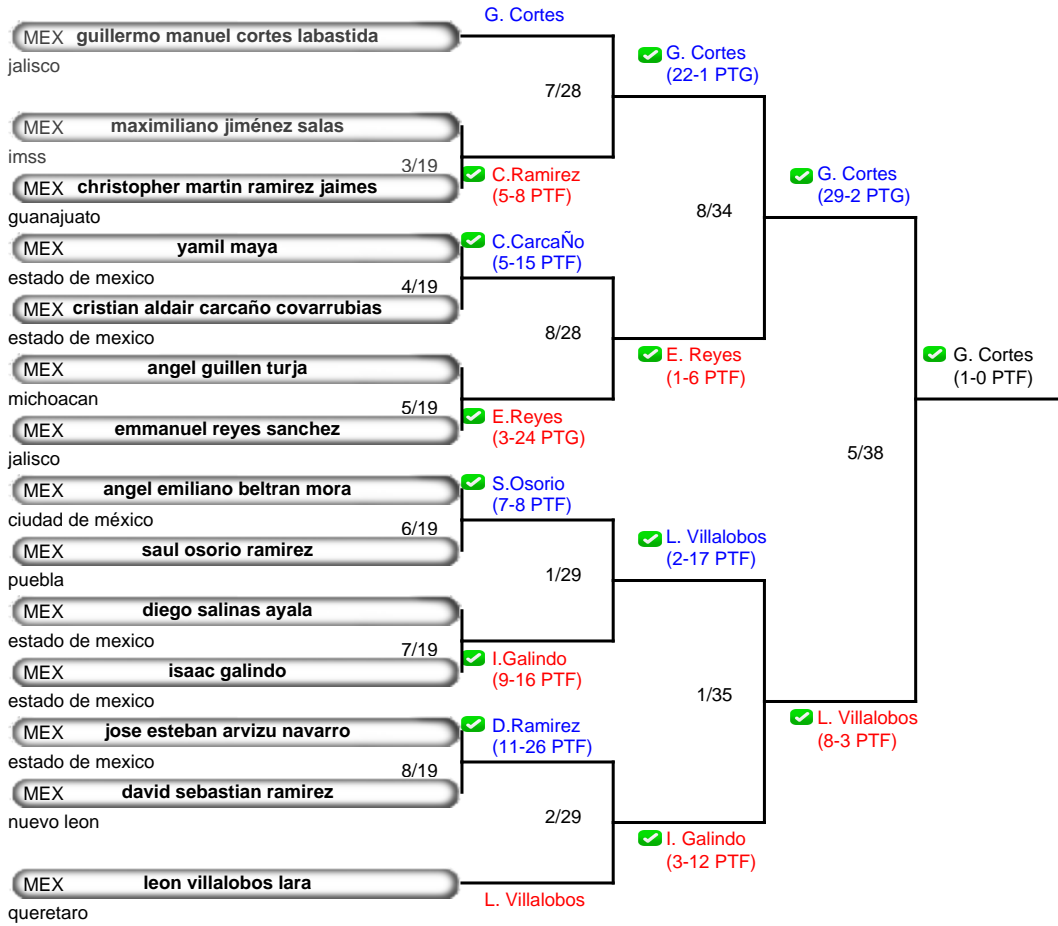 G. Cortes
MEX guillermo manuel cortes labastida
jalisco
G. Cortes
(22-1 PTG)
7/28
MEX maximiliano jiménez salas
imss
3/19
MEX christopher martin ramirez jaimes
guanajuato
C.Ramirez
(5-8 PTF)
G. Cortes
(29-2 PTG)
8/34
MEX yamil maya
estado de mexico
C.CarcaÑo
(5-15 PTF)
4/19
MEX cristian aldair carcaño covarrubias
estado de mexico
8/28
E. Reyes
(1-6 PTF)
MEX angel guillen turja
michoacan
5/19
MEX emmanuel reyes sanchez
jalisco
E.Reyes
(3-24 PTG)
G. Cortes
(1-0 PTF)
5/38
MEX angel emiliano beltran mora
ciudad de méxico
S.Osorio
(7-8 PTF)
6/19
MEX saul osorio ramirez
puebla
L. Villalobos
(2-17 PTF)
1/29
MEX diego salinas ayala
estado de mexico
7/19
MEX isaac galindo
estado de mexico
I.Galindo
(9-16 PTF)
1/35
L. Villalobos
(8-3 PTF)
MEX jose esteban arvizu navarro
estado de mexico
D.Ramirez
(11-26 PTF)
8/19
MEX david sebastian ramirez
nuevo leon
2/29
I. Galindo
(3-12 PTF)
MEX leon villalobos lara
queretaro
L. Villalobos